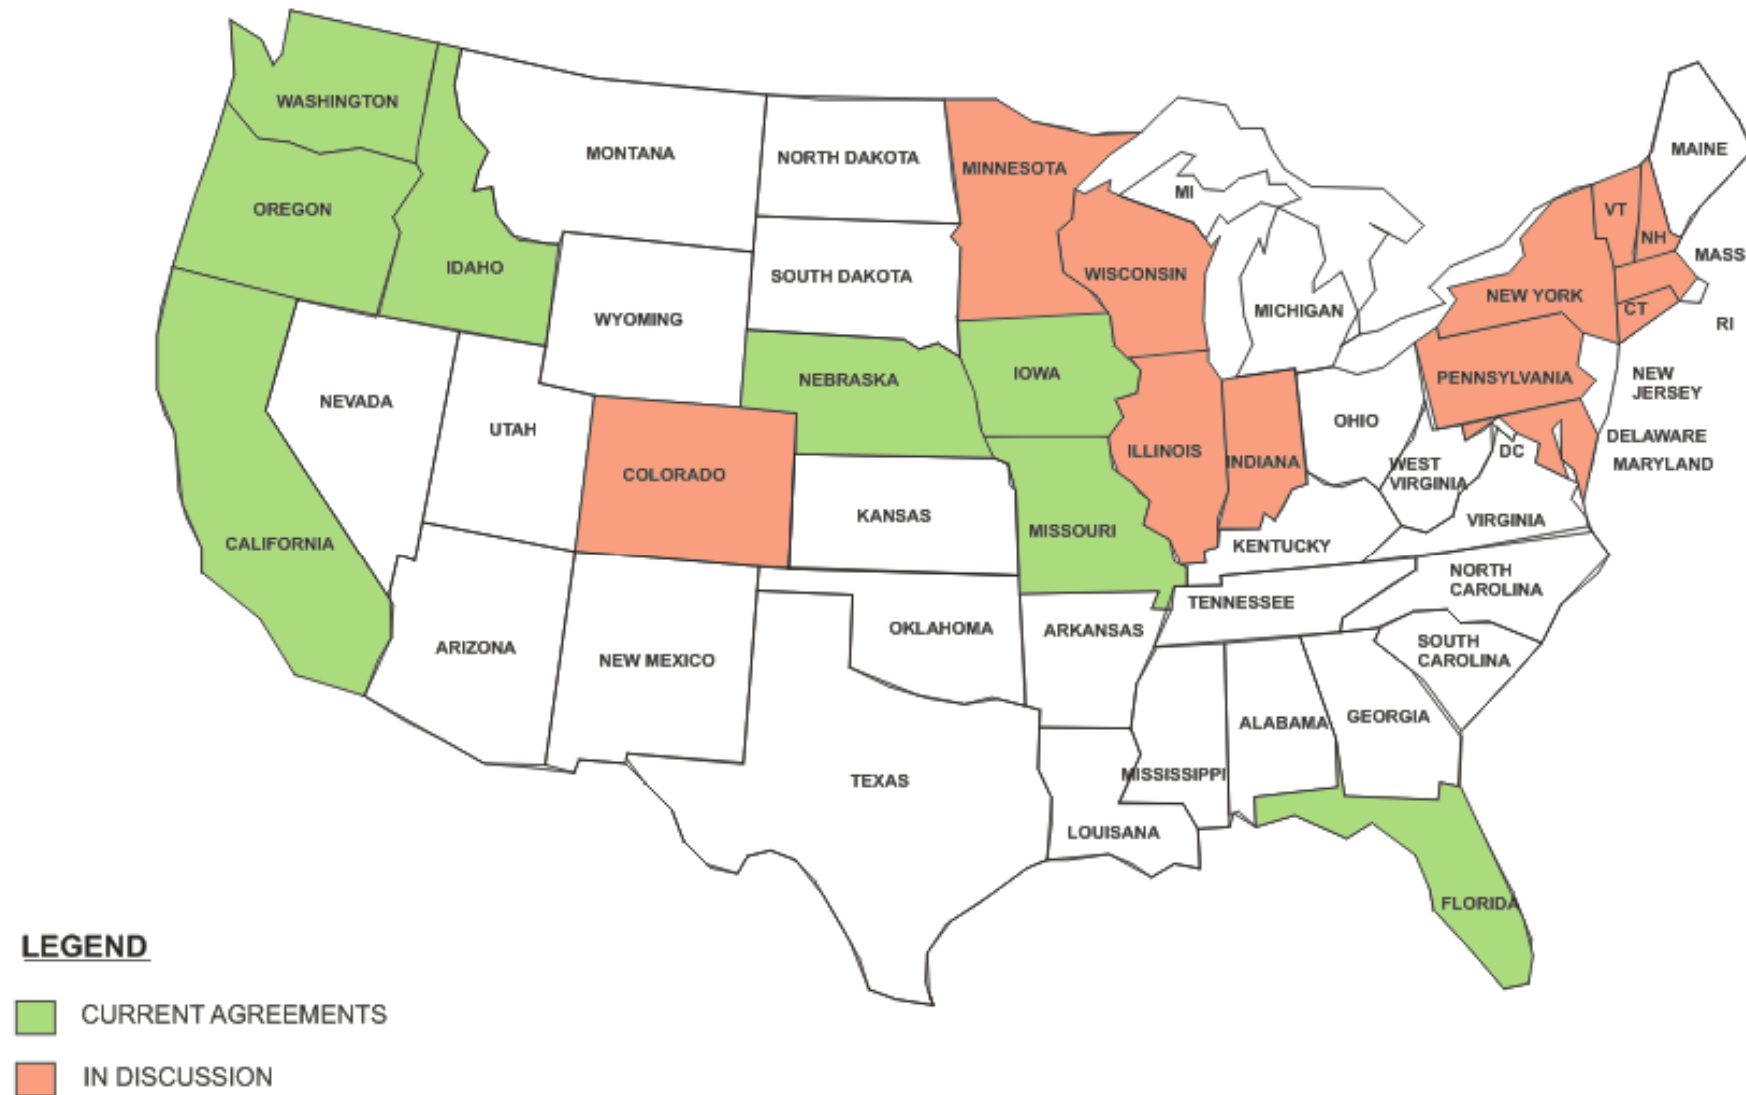 WASHINGTON
MONTANA
NORTH DAKOTA
MINNESOTA
MAINE
OREGON
IDAHO
MI
VT
NH
MASS
SOUTH DAKOTA
WISCONSIN
NEW YORK
CT
RI
WYOMING
MICHIGAN
NEBRASKA
IOWA
PENNSYLVANIA
NEW
JERSEY
NEVADA
UTAH
OHIO
DELAWARE
MARYLAND
DC
COLORADO
ILLINOIS
INDIANA
WEST
VIRGINIA
KANSAS
MISSOURI
VIRGINIA
CALIFORNIA
KENTUCKY
NORTH
CAROLINA
TENNESSEE
ARIZONA
NEW MEXICO
OKLAHOMA
ARKANSAS
SOUTH
CAROLINA
ALABAMA
GEORGIA
TEXAS
MISSISSIPPI
LOUISANA
FLORIDA
LEGEND
CURRENT AGREEMENTS
IN DISCUSSION